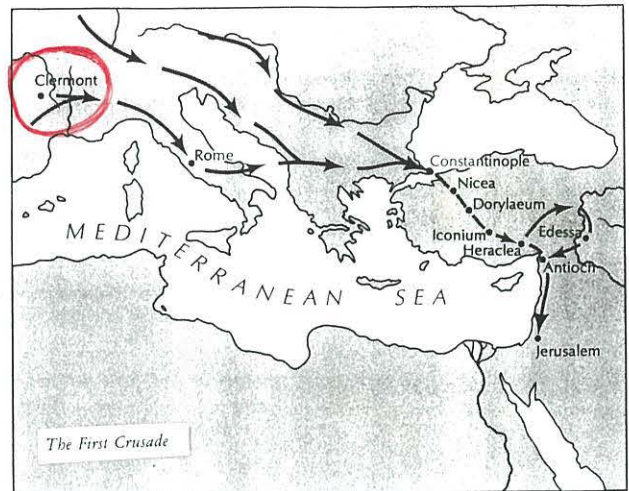 Clermont
Rome
Constantinople
Nicea
Dorylaeum
Iconium
Heraclea
Edessa
Antioch
MEDITERRANEAN SEA
Jerusalem
The First Crusade